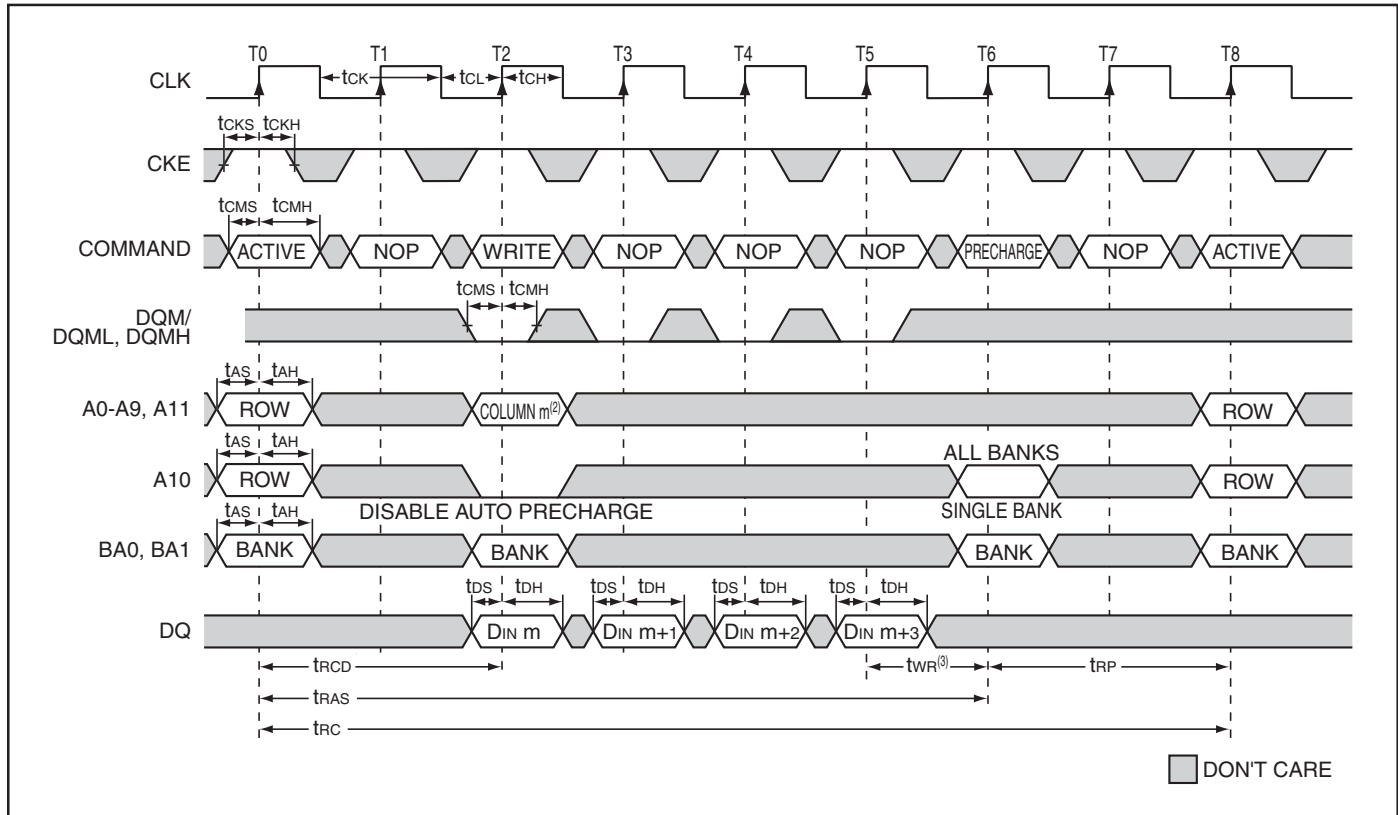 T0 T1 T2 T3 T4 T5 T6 T7 T8
CLK tCK tCL tCH
tCKS tCKH
CKE
tCMS tCMH
COMMAND ACTIVE NOP WRITE NOP NOP NOP PRECHARGE NOP ACTIVE
tCMS tCMH
DQM/
DQML, DQMH
tAS tAH
A0-A9, A11 ROW COLUMN m(2) ROW
tAS tAH ALL BANKS
A10 ROW ROW
DISABLE AUTO PRECHARGE SINGLE BANK
tAS tAH
BA0, BA1 BANK BANK BANK BANK
tDS tDH tDS tDH tDS tDH tDS tDH
DQ DIN m DIN m+1 DIN m+2 DIN m+3
tRCD tWR(3) tRP
tRAS
tRC
DON'T CARE